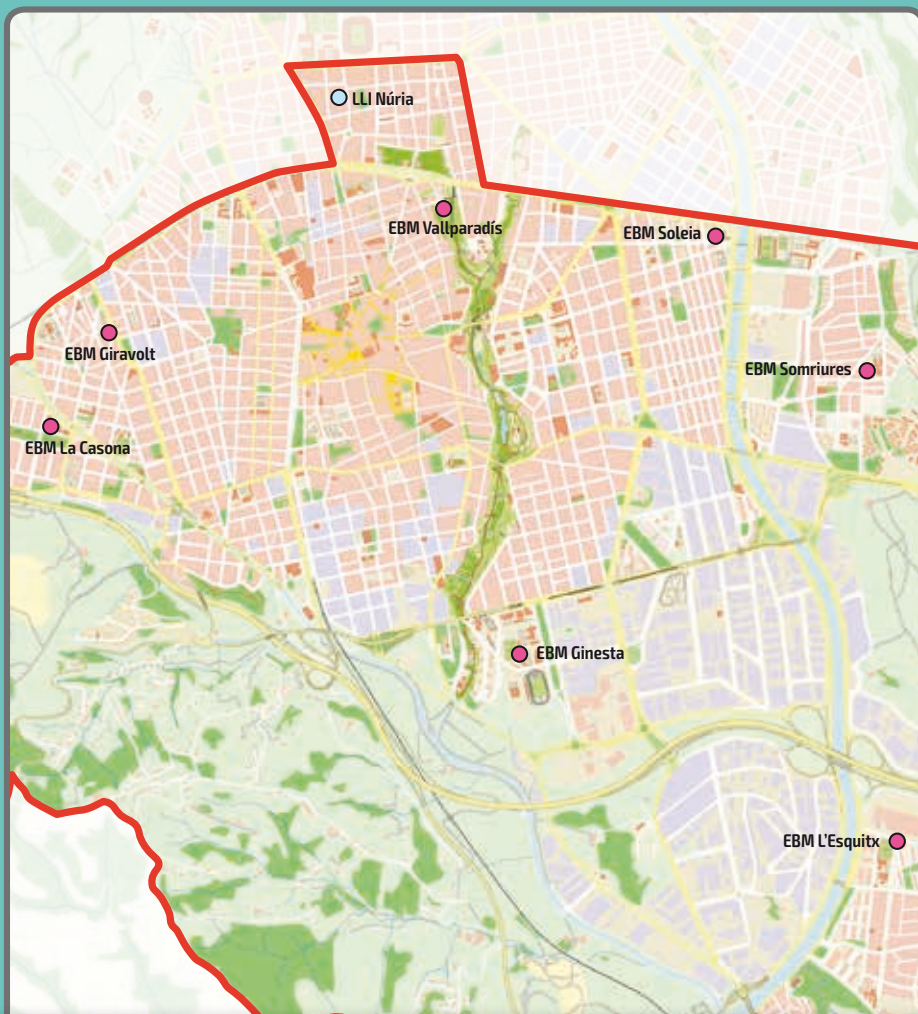 LLI Núria
EBM Vallparadís
EBM Soleia
EBM Giravolt
EBM Somriures
EBM La Casona
EBM Ginesta
EBM L'Esquitx